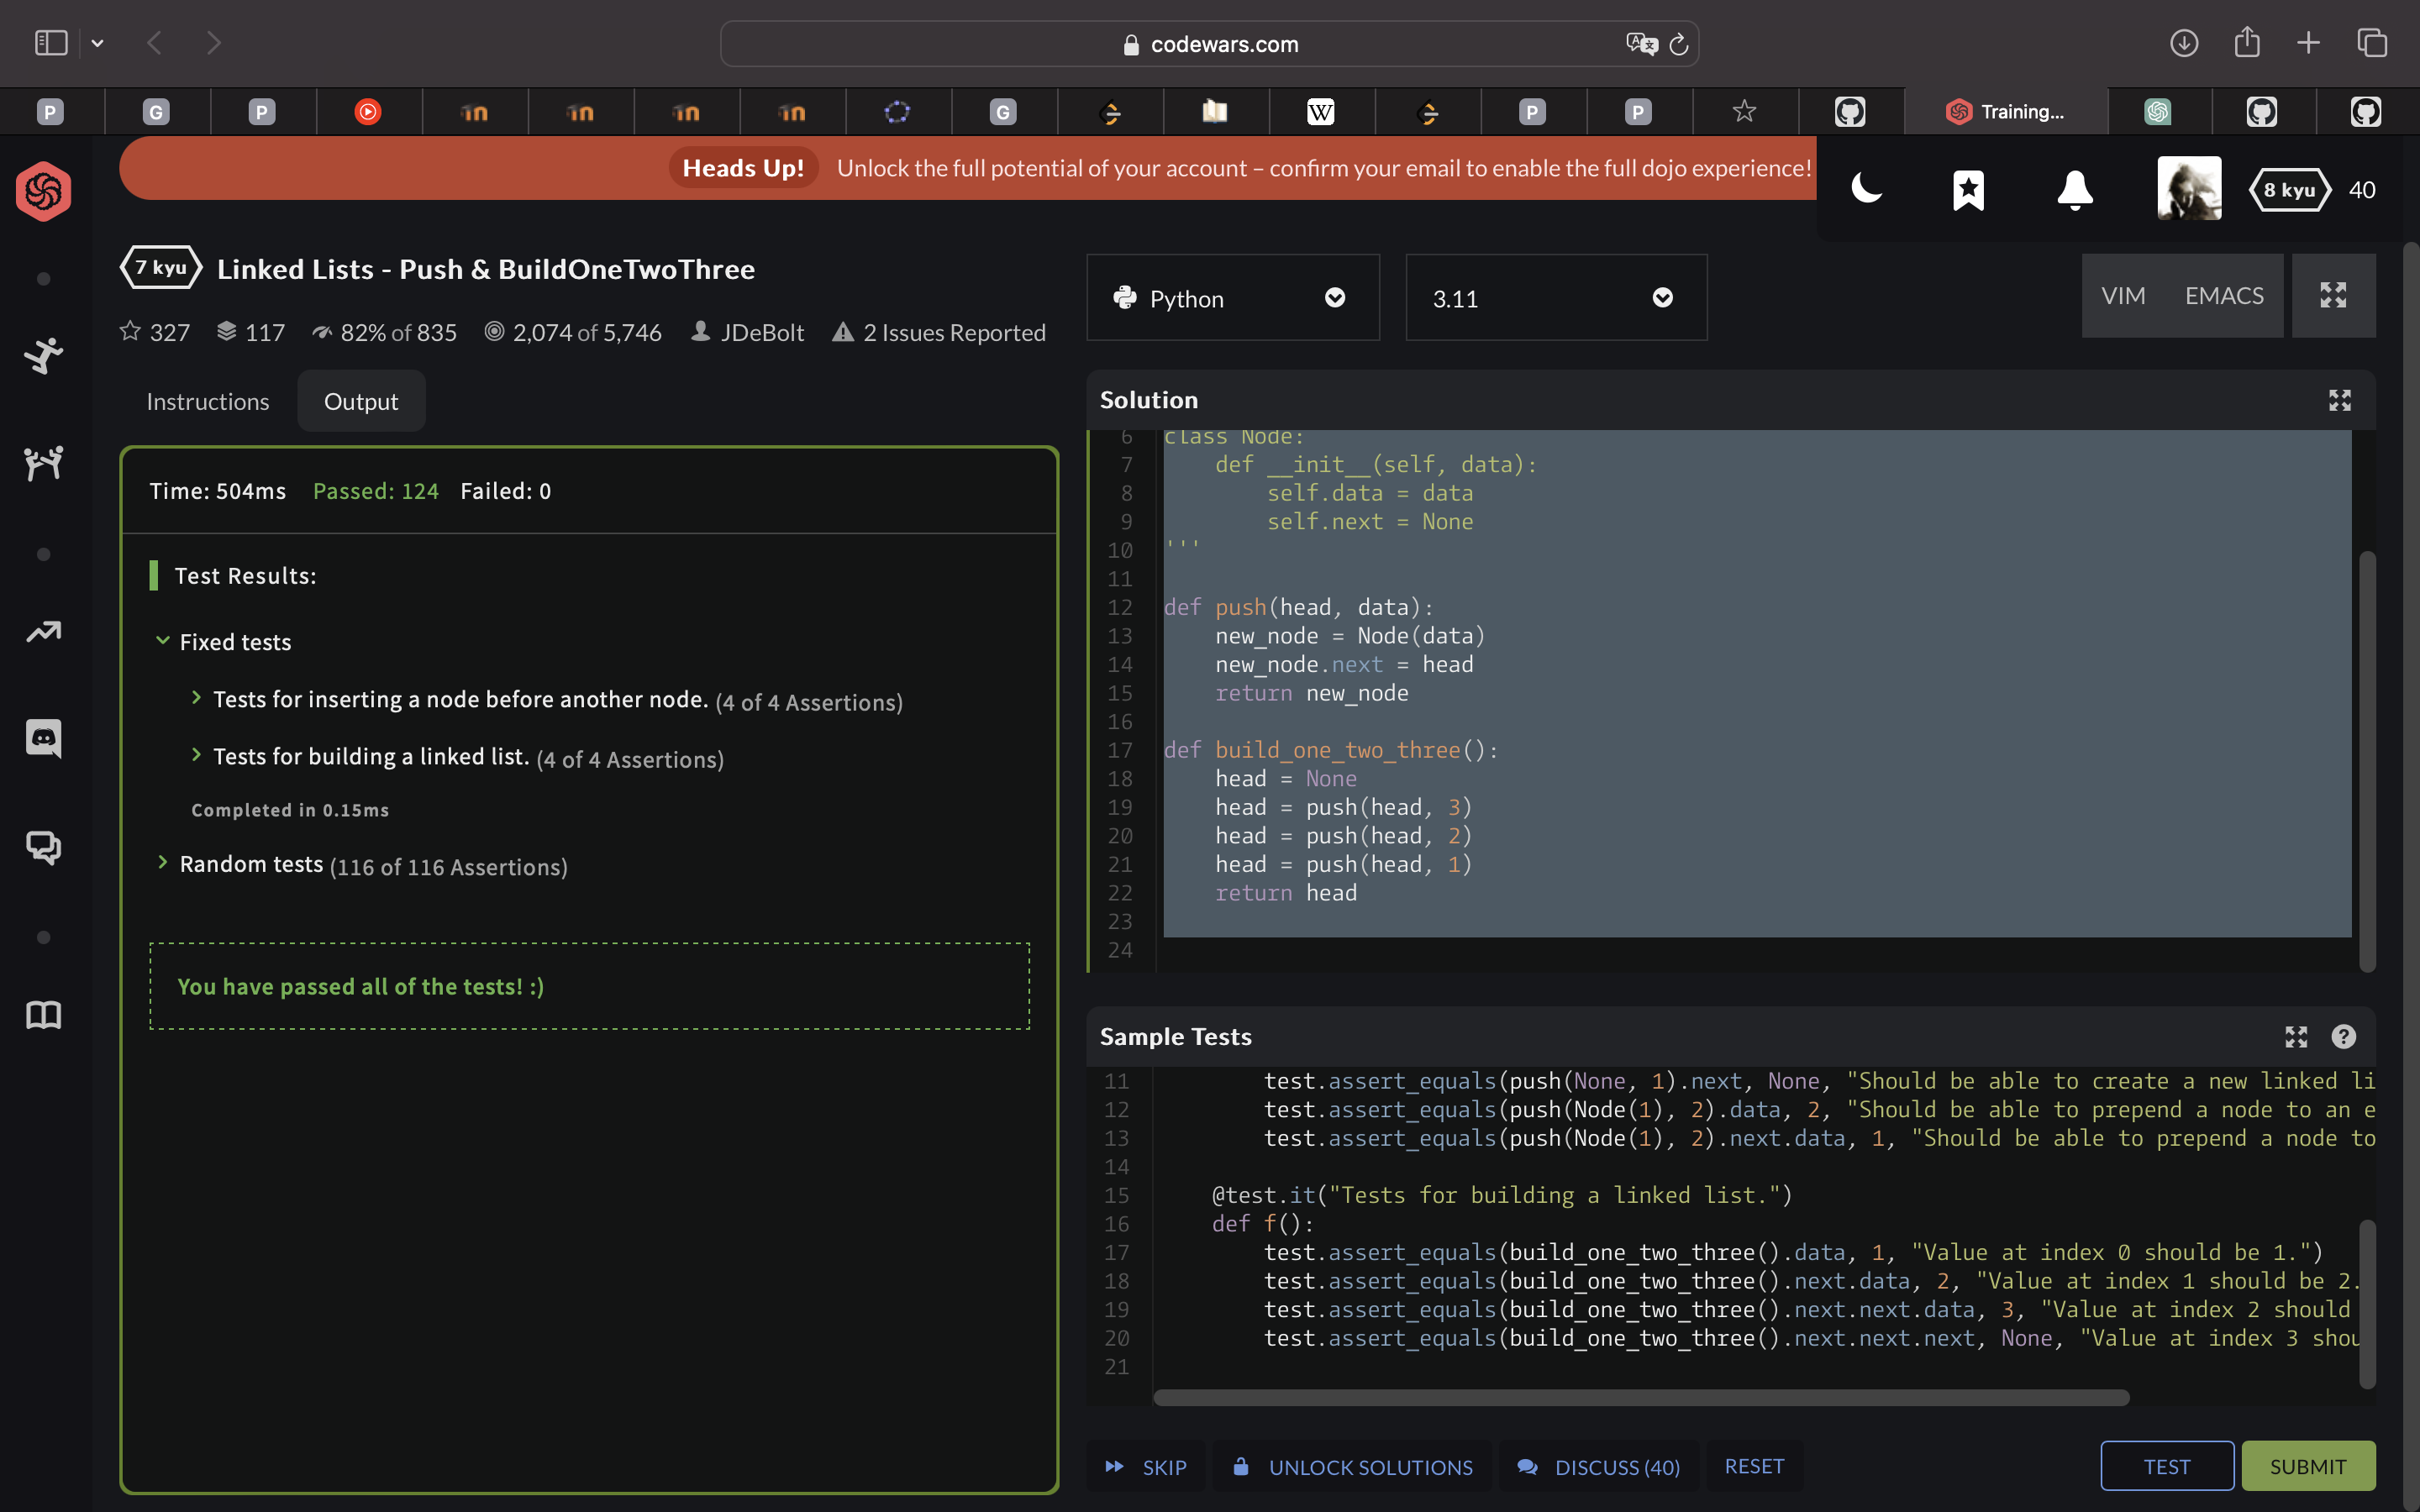 codewars.com
P
G
P
G
W
P
P
Training...
Heads Up! Unlock the full potential of your account – confirm your email to enable the full dojo experience!
8 kyu 40
7 kyu Linked Lists - Push & BuildOneTwoThree
327 117 82% of 835 2,074 of 5,746 JDeBolt 2 Issues Reported
Instructions Output
Time: 504ms Passed: 124 Failed: 0
Test Results:
Fixed tests
Tests for inserting a node before another node. (4 of 4 Assertions)
Tests for building a linked list. (4 of 4 Assertions)
Completed in 0.15ms
Random tests (116 of 116 Assertions)
You have passed all of the tests! :)
Python 3.11
VIM EMACS
Solution
6 class Node:
7 def __init__(self, data):
8 self.data = data
9 self.next = None
10 '''
11
12 def push(head, data):
13 new_node = Node(data)
14 new_node.next = head
15 return new_node
16
17 def build_one_two_three():
18 head = None
19 head = push(head, 3)
20 head = push(head, 2)
21 head = push(head, 1)
22 return head
23
24
Sample Tests
11 test.assert_equals(push(None, 1).next, None, "Should be able to create a new linked li
12 test.assert_equals(push(Node(1), 2).data, 2, "Should be able to prepend a node to an e
13 test.assert_equals(push(Node(1), 2).next.data, 1, "Should be able to prepend a node to
14
15 @test.it("Tests for building a linked list.")
16 def f():
17 test.assert_equals(build_one_two_three().data, 1, "Value at index 0 should be 1.")
18 test.assert_equals(build_one_two_three().next.data, 2, "Value at index 1 should be 2.
19 test.assert_equals(build_one_two_three().next.next.data, 3, "Value at index 2 should
20 test.assert_equals(build_one_two_three().next.next.next, None, "Value at index 3 shou
21
SKIP UNLOCK SOLUTIONS DISCUSS (40) RESET TEST SUBMIT